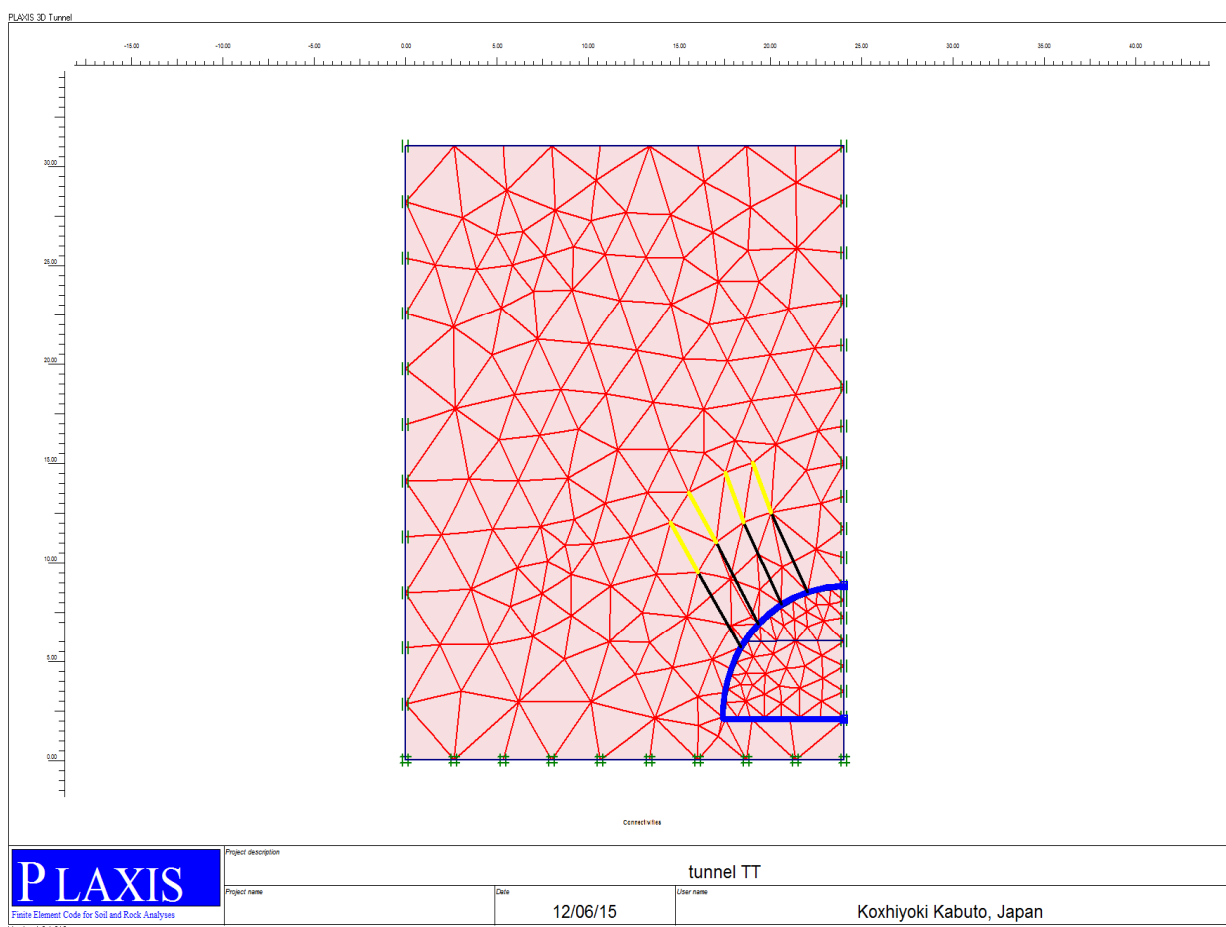 PLAXIS 3D Tunnel
-15.00 -10.00 -5.00 0.00 5.00 10.00 15.00 20.00 25.00 30.00 35.00 40.00
30.00
25.00
20.00
15.00
10.00
5.00
0.00
Connectivities
Project description
tunnel TT
PLAXIS
Finite Element Code for Soil and Rock Analyses
Project name
Date
12/06/15
User name
Koxhiyoki Kabuto, Japan